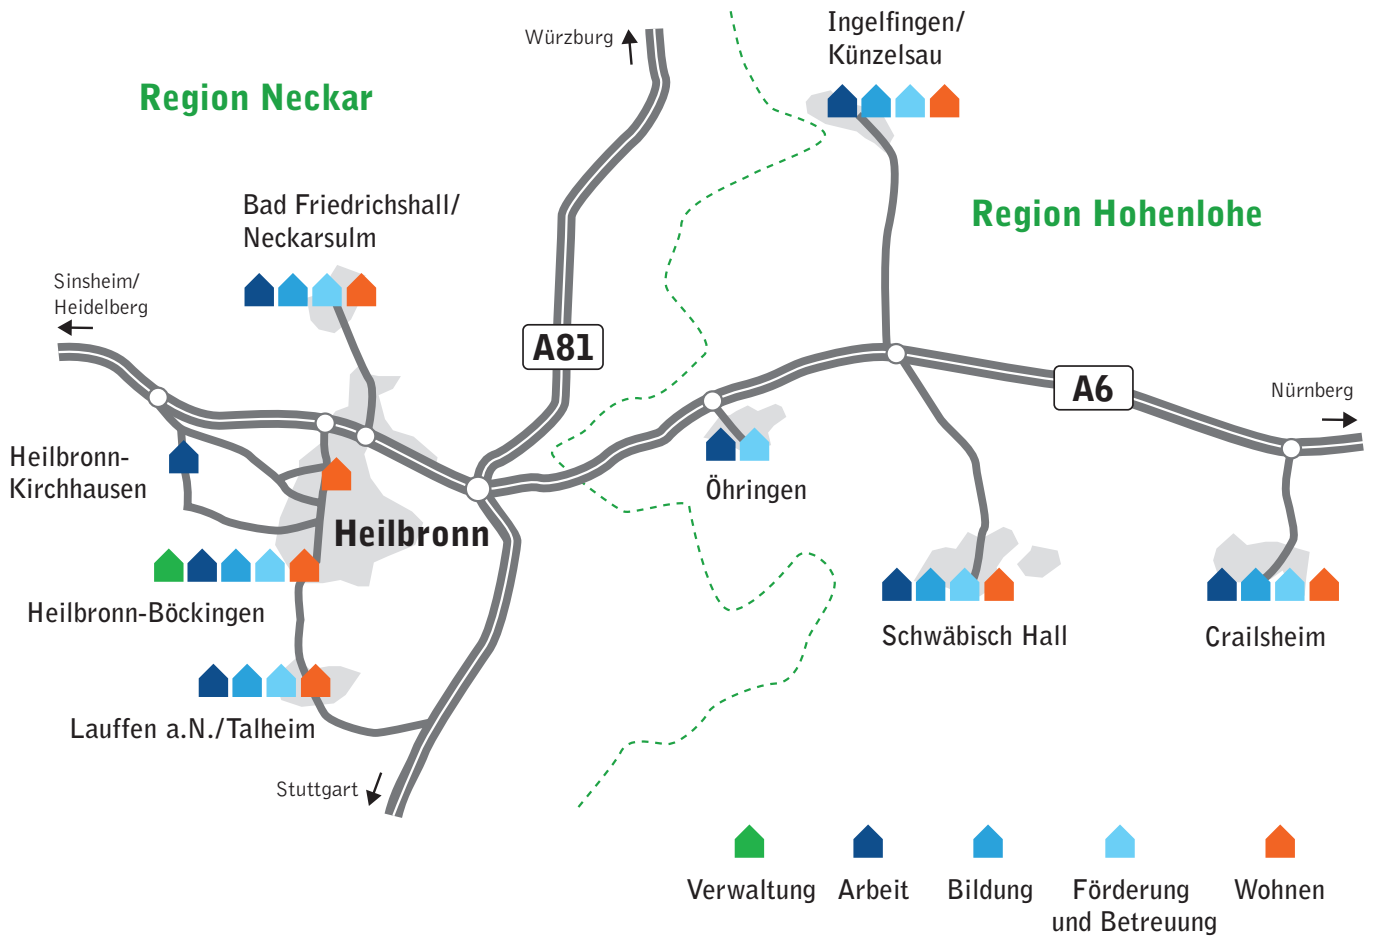 Ingelfingen/
Künzelsau
Würzburg
Region Neckar
Bad Friedrichshall/
Neckarsulm
Region Hohenlohe
Sinsheim/
Heidelberg
A81
A6
Nürnberg
Heilbronn-
Kirchhausen
Öhringen
Heilbronn
Heilbronn-Böckingen
Schwäbisch Hall
Crailsheim
Lauffen a.N./Talheim
Stuttgart
Verwaltung
Arbeit
Bildung
Förderung
und Betreuung
Wohnen